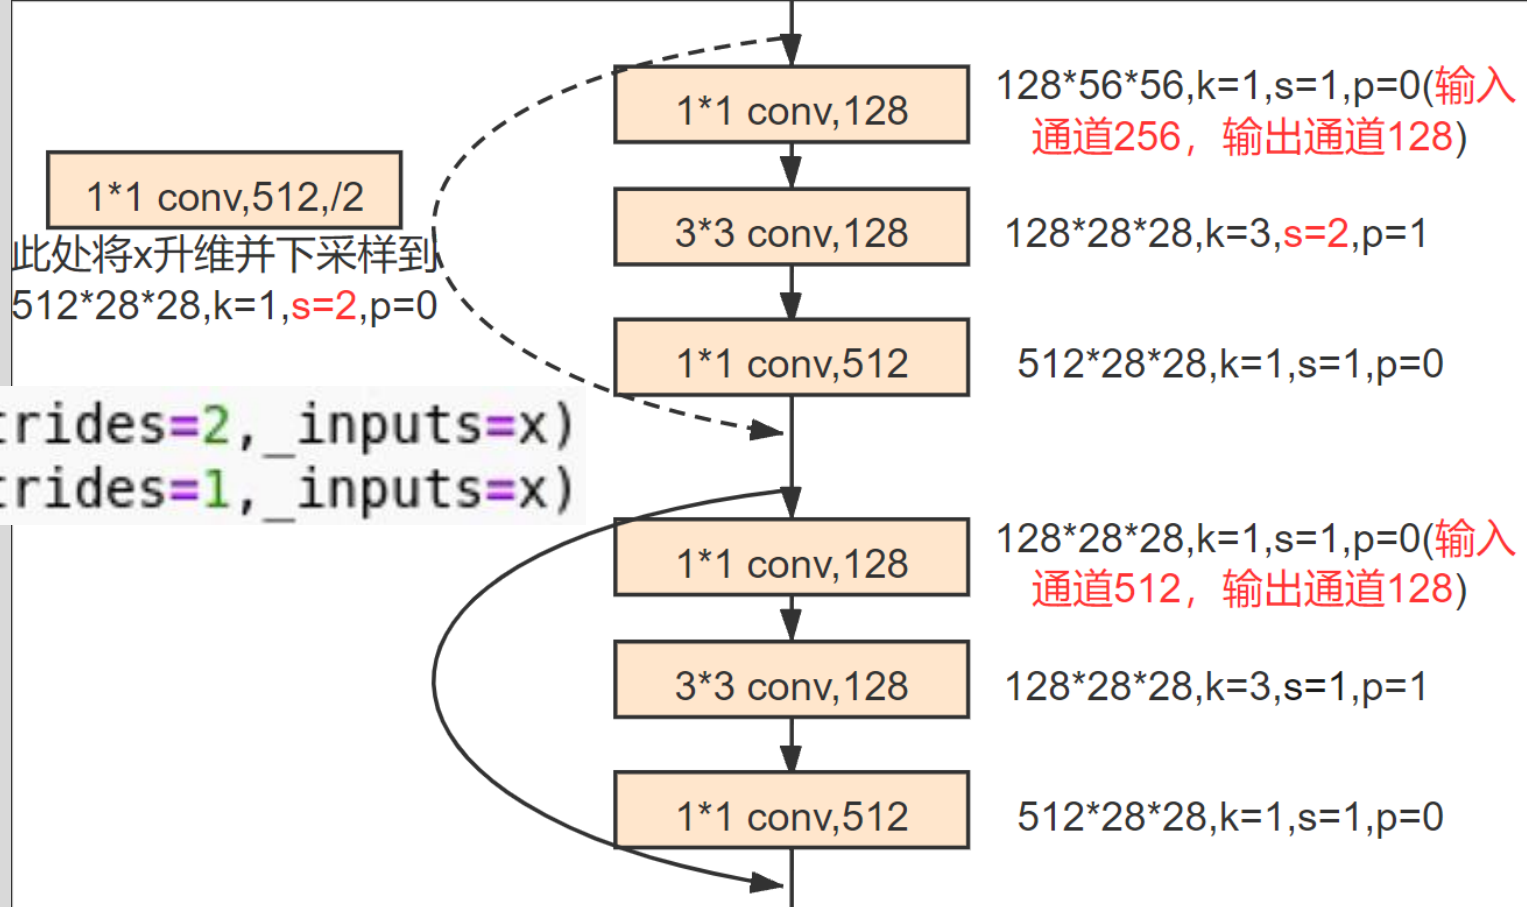 1*1 conv,128
128*56*56,k=1,s=1,p=0(输入
通道256，输出通道128)
1*1 conv,512,/2
此处将x升维并下采样到
512*28*28,k=1,s=2,p=0
3*3 conv,128
128*28*28,k=3,s=2,p=1
1*1 conv,512
512*28*28,k=1,s=1,p=0
trides=2,_inputs=x)
trides=1,_inputs=x)
1*1 conv,128
128*28*28,k=1,s=1,p=0(输入
通道512，输出通道128)
3*3 conv,128
128*28*28,k=3,s=1,p=1
1*1 conv,512
512*28*28,k=1,s=1,p=0